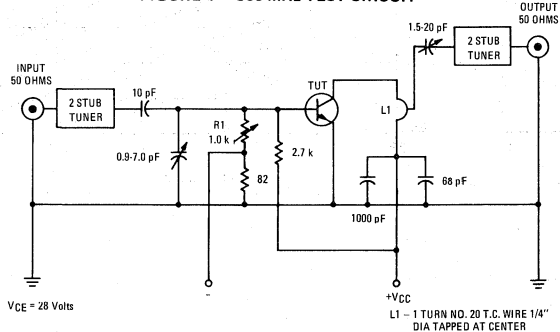 OUTPUT
50 OHMS
1.5-20 pF
2 STUB
TUNER
INPUT
50 OHMS
2 STUB
TUNER
10 pF
TUT
L1
R1
1.0 k
0.9-7.0 pF
2.7 k
82
68 pF
1000 pF
-
+VCC
VCE = 28 Volts
L1 – 1 TURN NO. 20 T.C. WIRE 1/4"
DIA TAPPED AT CENTER